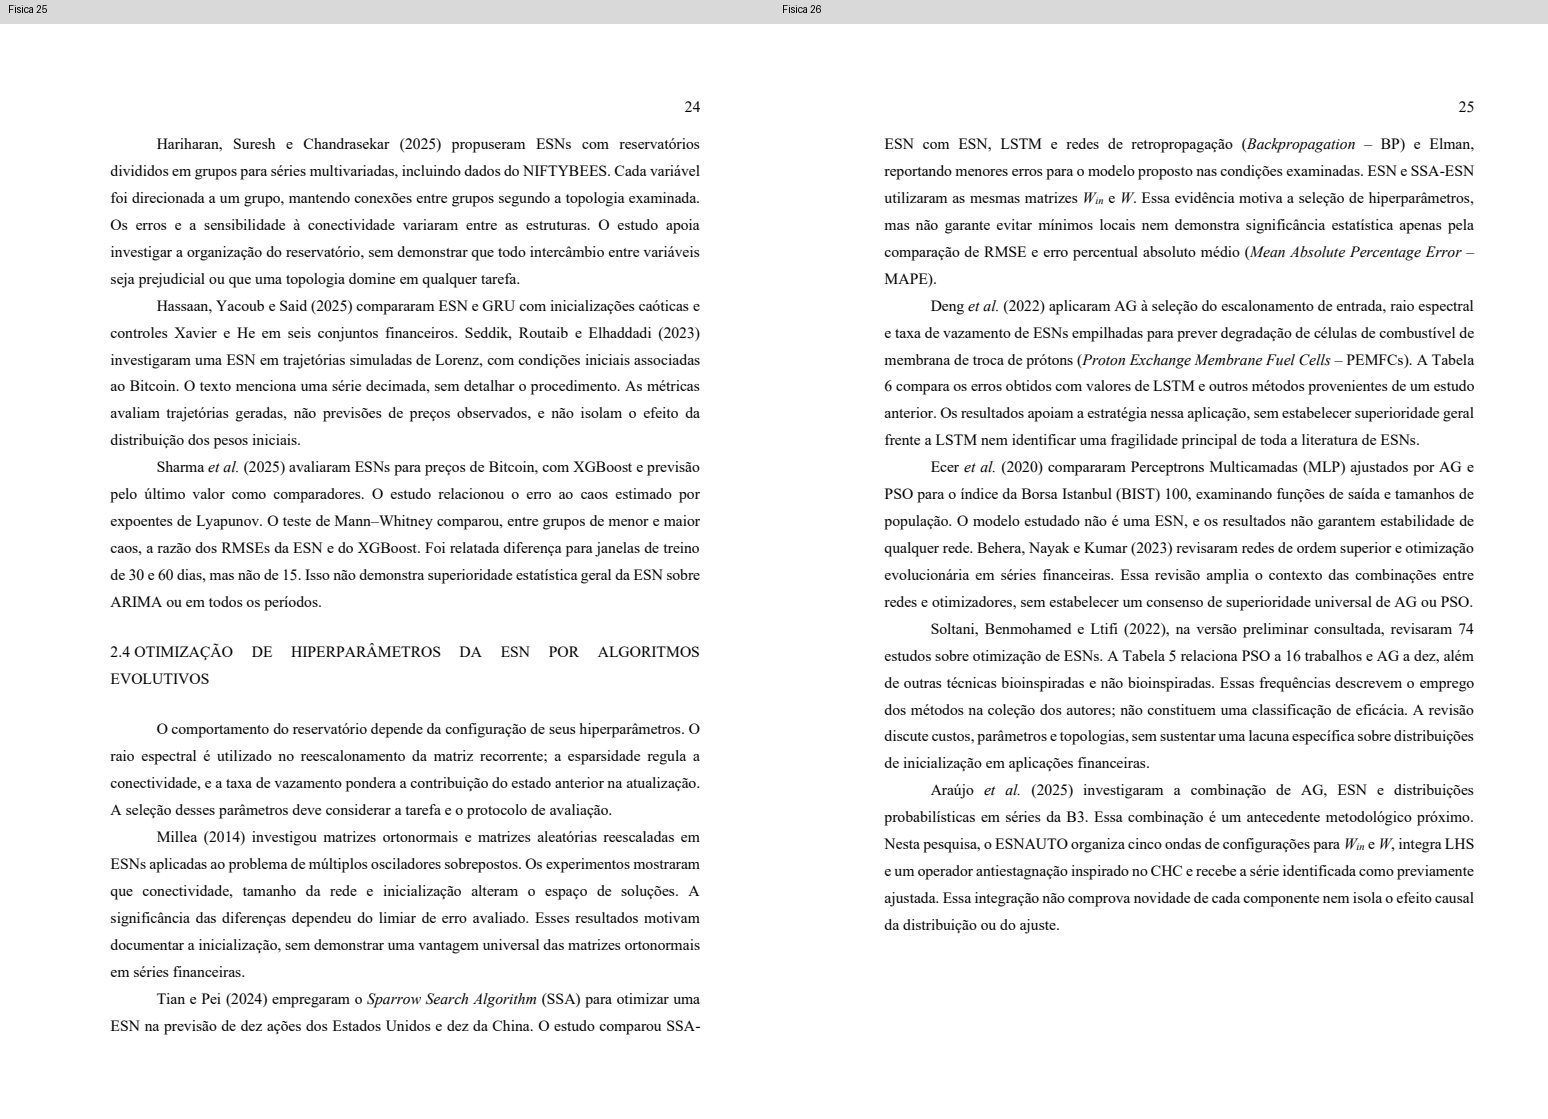 Fisica 25
24
Hariharan, Suresh e Chandrasekar (2025) propuseram ESNs com reservatórios
divididos em grupos para séries multivariadas, incluindo dados do NIFTYBEES. Cada variável
foi direcionada a um grupo, mantendo conexões entre grupos segundo a topologia examinada.
Os erros e a sensibilidade à conectividade variaram entre as estruturas. O estudo apoia
investigar a organização do reservatório, sem demonstrar que todo intercâmbio entre variáveis
seja prejudicial ou que uma topologia domine em qualquer tarefa.
Hassaan, Yacoub e Said (2025) compararam ESN e GRU com inicializações caóticas e
controles Xavier e He em seis conjuntos financeiros. Seddik, Routaib e Elhaddadi (2023)
investigaram uma ESN em trajetórias simuladas de Lorenz, com condições iniciais associadas
ao Bitcoin. O texto menciona uma série decimada, sem detalhar o procedimento. As métricas
avaliam trajetórias geradas, não previsões de preços observados, e não isolam o efeito da
distribuição dos pesos iniciais.
Sharma et al. (2025) avaliaram ESNs para preços de Bitcoin, com XGBoost e previsão
pelo último valor como comparadores. O estudo relacionou o erro ao caos estimado por
expoentes de Lyapunov. O teste de Mann–Whitney comparou, entre grupos de menor e maior
caos, a razão dos RMSEs da ESN e do XGBoost. Foi relatada diferença para janelas de treino
de 30 e 60 dias, mas não de 15. Isso não demonstra superioridade estatística geral da ESN sobre
ARIMA ou em todos os períodos.
2.4 OTIMIZAÇÃO DE HIPERPARÂMETROS DA ESN POR ALGORITMOS
EVOLUTIVOS
O comportamento do reservatório depende da configuração de seus hiperparâmetros. O
raio espectral é utilizado no reescalonamento da matriz recorrente; a esparsidade regula a
conectividade, e a taxa de vazamento pondera a contribuição do estado anterior na atualização.
A seleção desses parâmetros deve considerar a tarefa e o protocolo de avaliação.
Millea (2014) investigou matrizes ortonormais e matrizes aleatórias reescaladas em
ESNs aplicadas ao problema de múltiplos osciladores sobrepostos. Os experimentos mostraram
que conectividade, tamanho da rede e inicialização alteram o espaço de soluções. A
significância das diferenças dependeu do limiar de erro avaliado. Esses resultados motivam
documentar a inicialização, sem demonstrar uma vantagem universal das matrizes ortonormais
em séries financeiras.
Tian e Pei (2024) empregaram o Sparrow Search Algorithm (SSA) para otimizar uma
ESN na previsão de dez ações dos Estados Unidos e dez da China. O estudo comparou SSA-
Fisica 26
25
ESN com ESN, LSTM e redes de retropropagação (Backpropagation – BP) e Elman,
reportando menores erros para o modelo proposto nas condições examinadas. ESN e SSA-ESN
utilizaram as mesmas matrizes Win e W. Essa evidência motiva a seleção de hiperparâmetros,
mas não garante evitar mínimos locais nem demonstra significância estatística apenas pela
comparação de RMSE e erro percentual absoluto médio (Mean Absolute Percentage Error –
MAPE).
Deng et al. (2022) aplicaram AG à seleção do escalonamento de entrada, raio espectral
e taxa de vazamento de ESNs empilhadas para prever degradação de células de combustível de
membrana de troca de prótons (Proton Exchange Membrane Fuel Cells – PEMFCs). A Tabela
6 compara os erros obtidos com valores de LSTM e outros métodos provenientes de um estudo
anterior. Os resultados apoiam a estratégia nessa aplicação, sem estabelecer superioridade geral
frente a LSTM nem identificar uma fragilidade principal de toda a literatura de ESNs.
Ecer et al. (2020) compararam Perceptrons Multicamadas (MLP) ajustados por AG e
PSO para o índice da Borsa Istanbul (BIST) 100, examinando funções de saída e tamanhos de
população. O modelo estudado não é uma ESN, e os resultados não garantem estabilidade de
qualquer rede. Behera, Nayak e Kumar (2023) revisaram redes de ordem superior e otimização
evolucionária em séries financeiras. Essa revisão amplia o contexto das combinações entre
redes e otimizadores, sem estabelecer um consenso de superioridade universal de AG ou PSO.
Soltani, Benmohamed e Ltifi (2022), na versão preliminar consultada, revisaram 74
estudos sobre otimização de ESNs. A Tabela 5 relaciona PSO a 16 trabalhos e AG a dez, além
de outras técnicas bioinspiradas e não bioinspiradas. Essas frequências descrevem o emprego
dos métodos na coleção dos autores; não constituem uma classificação de eficácia. A revisão
discute custos, parâmetros e topologias, sem sustentar uma lacuna específica sobre distribuições
de inicialização em aplicações financeiras.
Araújo et al. (2025) investigaram a combinação de AG, ESN e distribuições
probabilísticas em séries da B3. Essa combinação é um antecedente metodológico próximo.
Nesta pesquisa, o ESNAUTO organiza cinco ondas de configurações para Win e W, integra LHS
e um operador antiestagnação inspirado no CHC e recebe a série identificada como previamente
ajustada. Essa integração não comprova novidade de cada componente nem isola o efeito causal
da distribuição ou do ajuste.